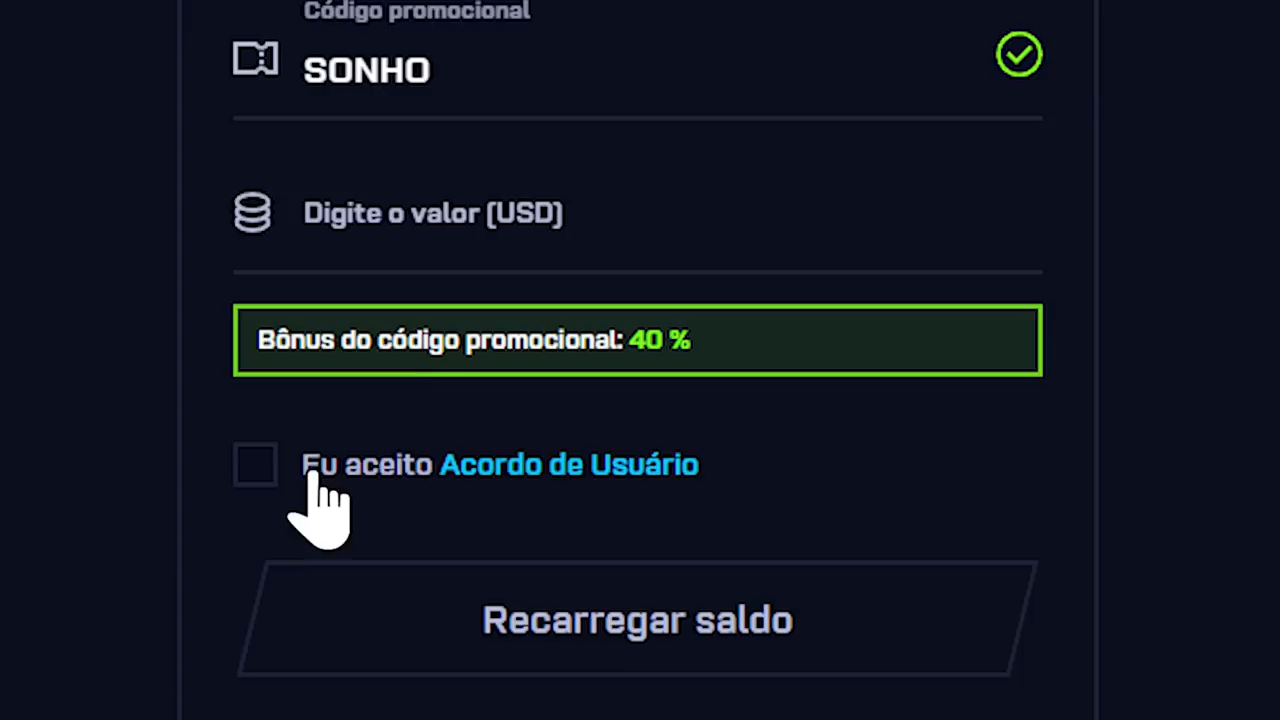 Código promocional
SONHO
Digite o valor (USD)
Bônus do código promocional: 40 %
Eu aceito Acordo de Usuário
Recarregar saldo